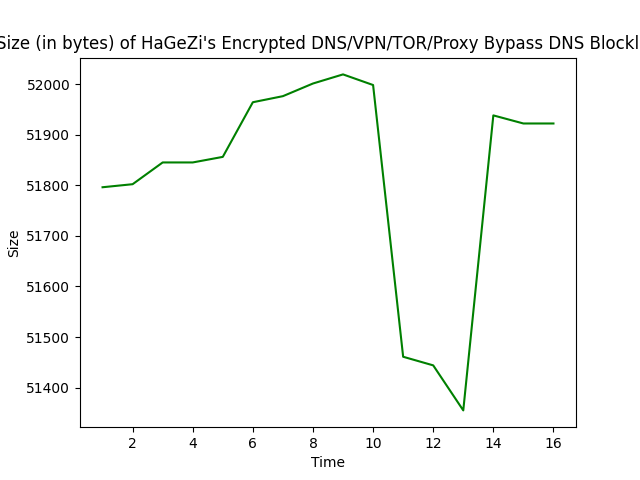 Size (in bytes) of HaGeZi's Encrypted DNS/VPN/TOR/Proxy Bypass DNS Blockl
52000
51900
51800
51700
51600
51500
51400
Size
2 4 6 8 10 12 14 16
Time